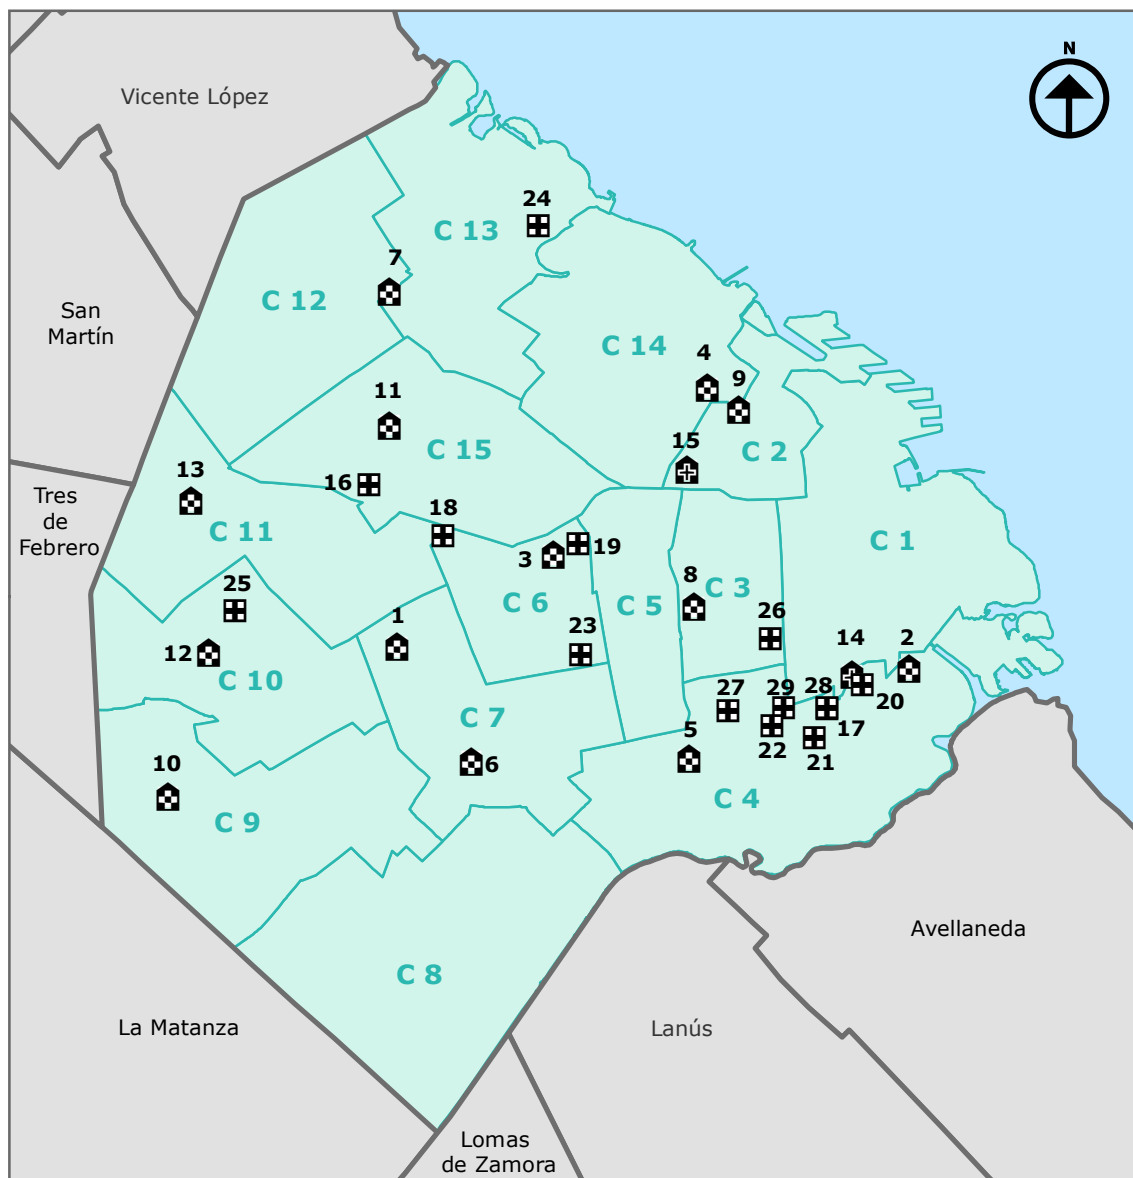 N
Vicente López
24
C 13
7
C 12
San
Martín
C 14
4
9
11
C 15
15
C 2
13
16
Tres
de
Febrero
18
C 11
C 1
3
19
25
8
C 3
C 6
C 5
1
26
23
12
14
2
C 10
20
27
29
28
C 7
17
5
22
21
6
10
C 4
C 9
Avellaneda
C 8
La Matanza
Lanús
Lomas
de Zamora